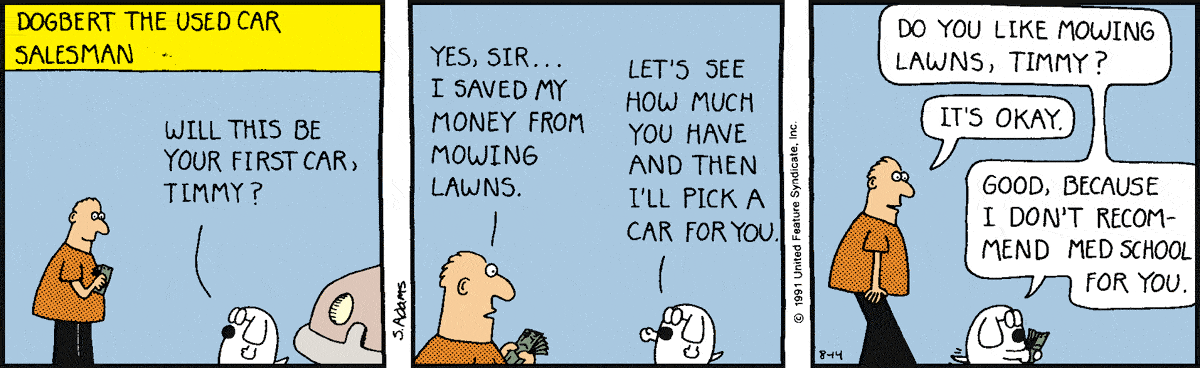 DOGBERT THE USED CAR
SALESMAN
WILL THIS BE
YOUR FIRST CAR,
TIMMY?
YES, SIR...
I SAVED MY
MONEY FROM
MOWING
LAWNS.
LET'S SEE
HOW MUCH
YOU HAVE
AND THEN
I'LL PICK A
CAR FOR YOU.
S. ADAMS
© 1991 United Feature Syndicate, Inc.
DO YOU LIKE MOWING
LAWNS, TIMMY?
IT'S OKAY.
GOOD, BECAUSE
I DON'T RECOM-
MEND MED SCHOOL
FOR YOU.
8-14